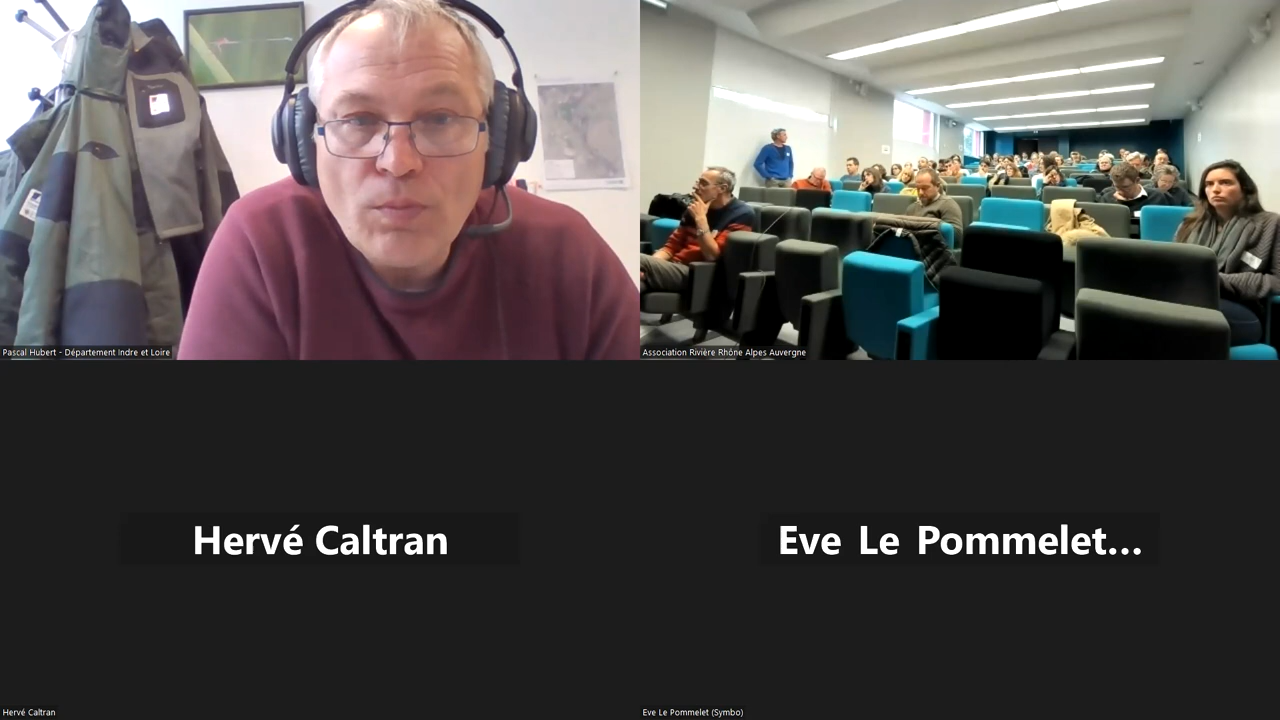 Pascal Hubert - Département Indre et Loire
Association Rivière Rhône Alpes Auvergne
Hervé Caltran
Eve Le Pommelet...
Hervé Caltran
Eve Le Pommelet (Symbo)